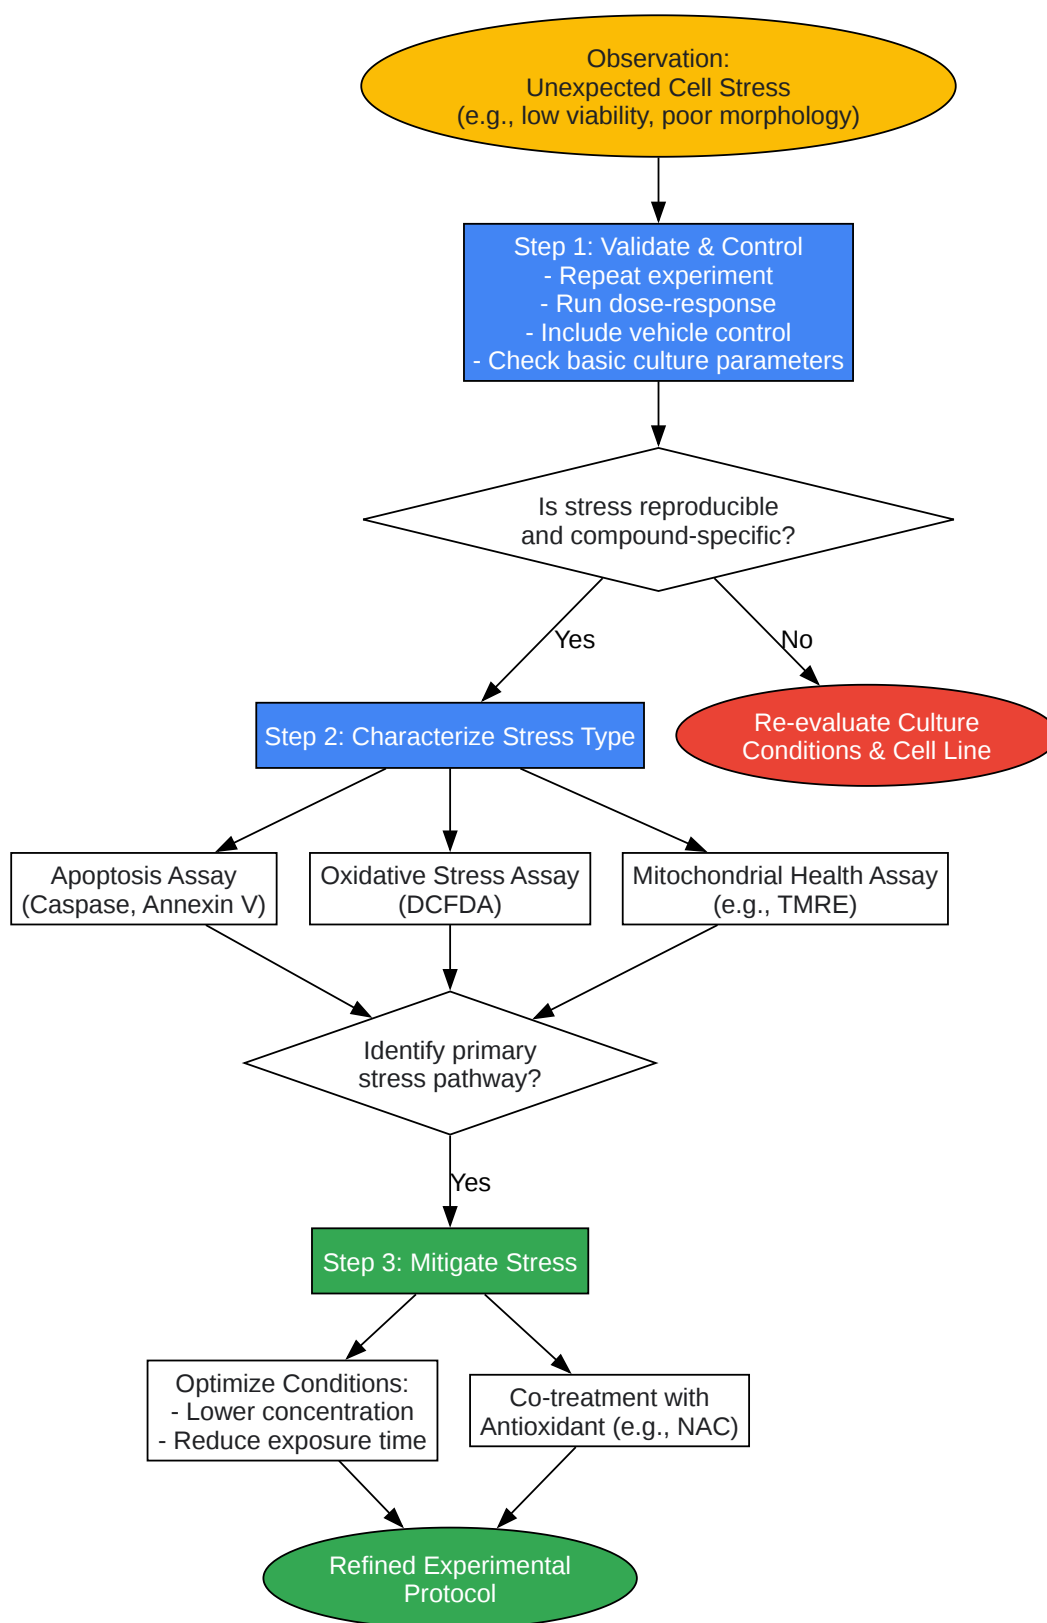 Observation:
Unexpected Cell Stress
(e.g., low viability, poor morphology)
Step 1: Validate & Control
- Repeat experiment
- Run dose-response
- Include vehicle control
- Check basic culture parameters
Is stress reproducible
and compound-specific?
Yes
No
Step 2: Characterize Stress Type
Re-evaluate Culture
Conditions & Cell Line
Apoptosis Assay
(Caspase, Annexin V)
Oxidative Stress Assay
(DCFDA)
Mitochondrial Health Assay
(e.g., TMRE)
Identify primary
stress pathway?
Yes
Step 3: Mitigate Stress
Optimize Conditions:
- Lower concentration
- Reduce exposure time
Co-treatment with
Antioxidant (e.g., NAC)
Refined Experimental
Protocol